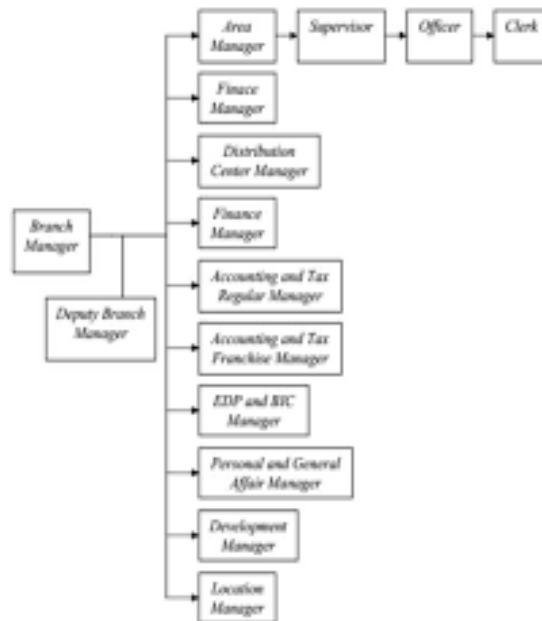 Area
Manager
Supervisor
Officer
Clerk
Finace
Manager
Distribution
Center Manager
Branch
Manager
Finance
Manager
Deputy Branch
Manager
Accounting and Tax
Regular Manager
Accounting and Tax
Franchise Manager
EDP and BIC
Manager
Personal and General
Affair Manager
Development
Manager
Location
Manager